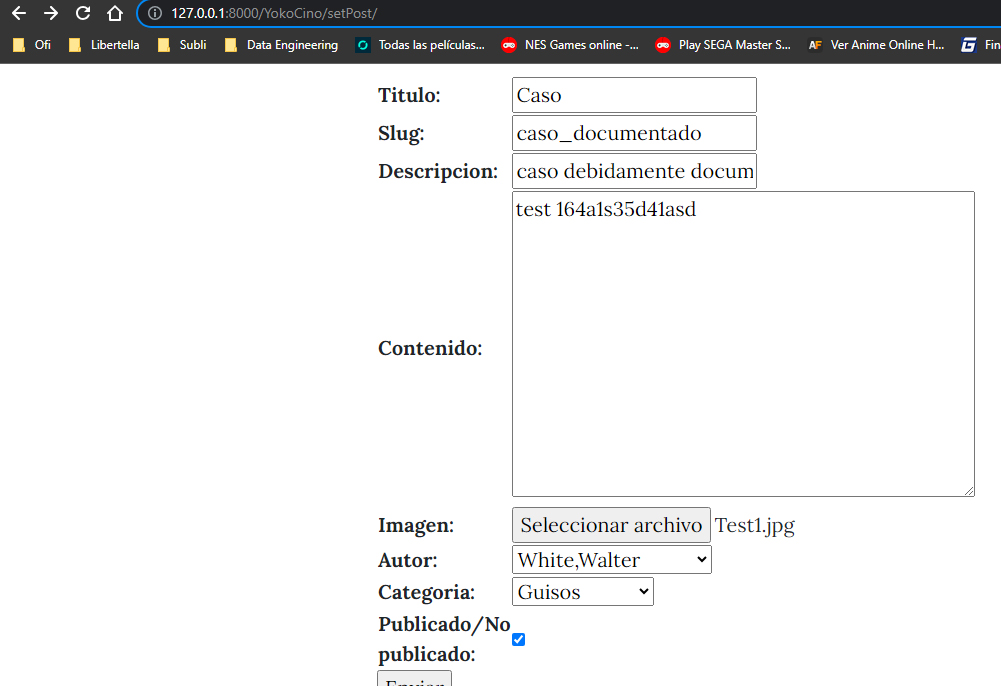 127.0.0.1:8000/YokoCino/setPost/
Ofi Libertella Subli Data Engineering Todas las películas... NES Games online -... Play SEGA Master S... AF Ver Anime Online H... Fin
Titulo: Caso
Slug: caso_documentado
Descripcion: caso debidamente docum
test 164a1s35d41asd
Contenido:
Imagen: Seleccionar archivo Test1.jpg
Autor: White,Walter
Categoria: Guisos
Publicado/No
publicado:
Enviar